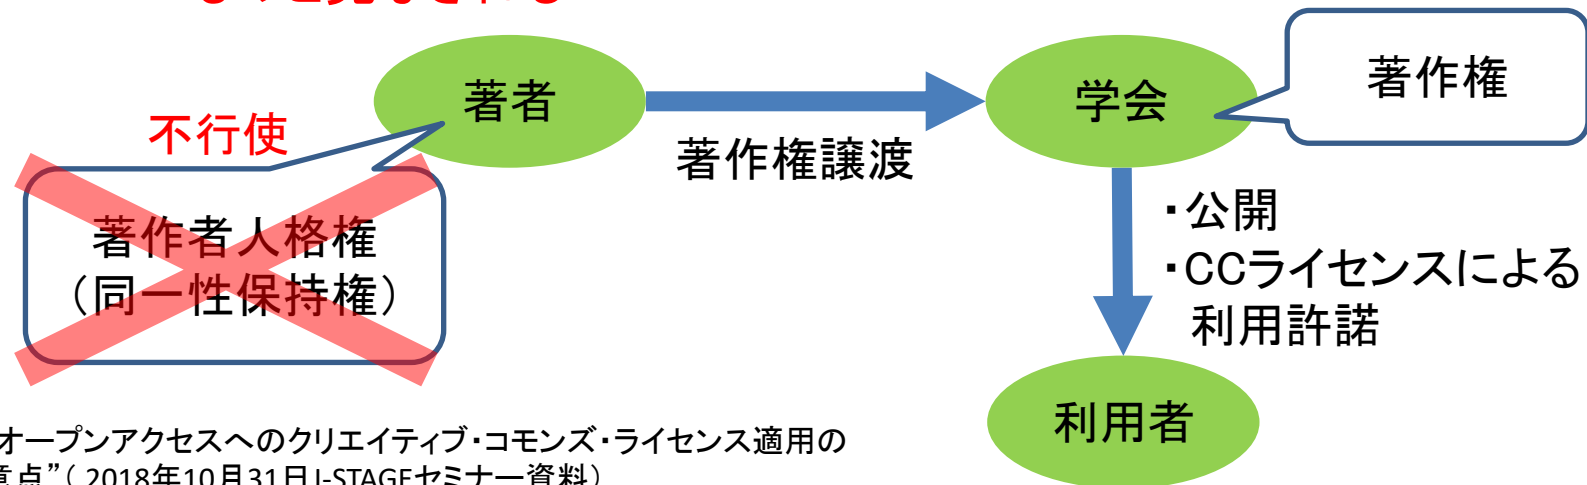 著作権
著者
学会
不行使
著作権譲渡
著作者人格権
（同一性保持権）
・公開
・CCライセンスによる
利用許諾
利用者
オープンアクセスへのクリエイティブ・コモンズ・ライセンス適用の
意点”（ 2018年10月31日J-STAGEセミナー資料）